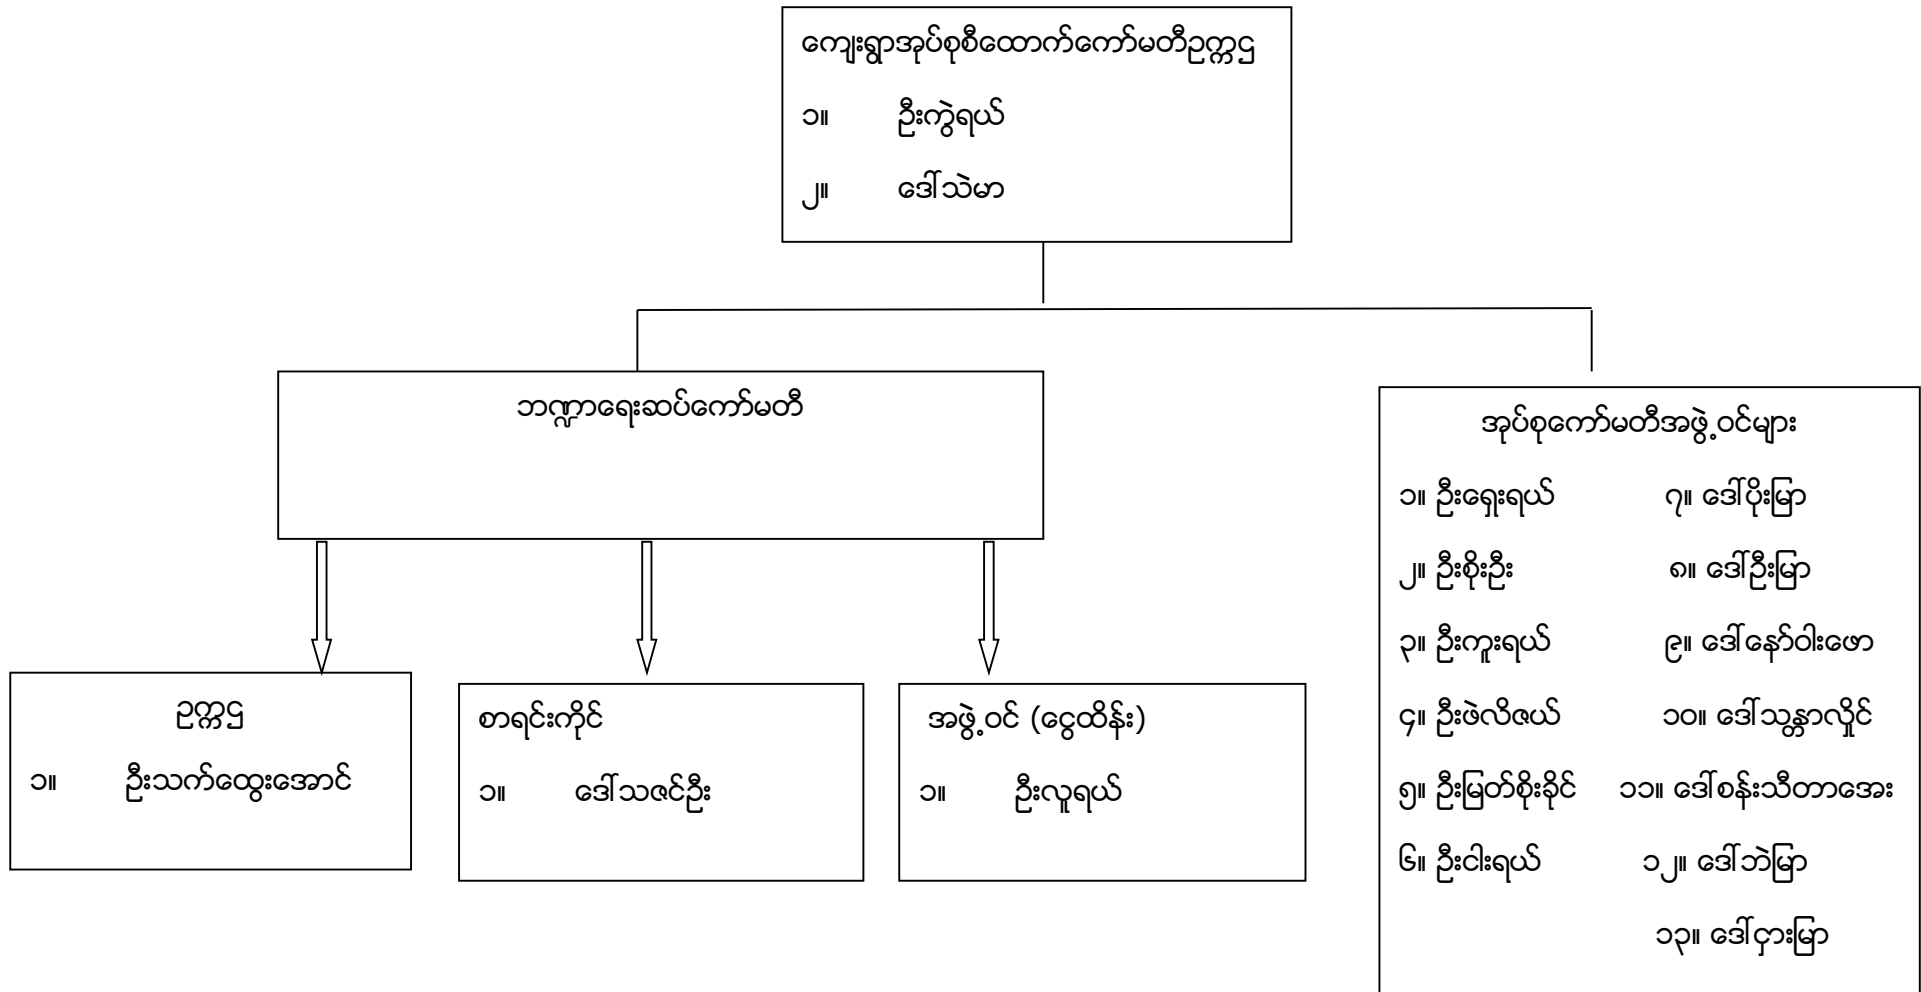 ကျေးရွာအုပ်စုစီထောက်ကော်မတီဥက္ကဌ
၁။ ဦးကွဲရယ်
၂။ ဒေါ်သဲမာ
ဘဏ္ဍာရေးဆပ်ကော်မတီ
ဥက္ကဌ
၁။ ဦးသက်ထွေးအောင်
စာရင်းကိုင်
၁။ ဒေါ်သဇင်ဦး
အဖွဲ့ဝင် (ငွေထိန်း)
၁။ ဦးလူရယ်
အုပ်စုကော်မတီအဖွဲ့ဝင်များ
၁။ ဦးရှေးရယ် ၇။ ဒေါ်ပိုးမြာ
၂။ ဦးစိုးဦး ၈။ ဒေါ်ဦးမြာ
၃။ ဦးကူးရယ် ၉။ ဒေါ်နော်ဝါးဖော
၄။ ဦးဖဲလိဇယ် ၁၀။ ဒေါ်သန္တာလှိုင်
၅။ ဦးမြတ်စိုးခိုင် ၁၁။ ဒေါ်စန်းသီတာအေး
၆။ ဦးငါးရယ် ၁၂။ ဒေါ်ဘဲမြာ
၁၃။ ဒေါ်ငှားမြာ